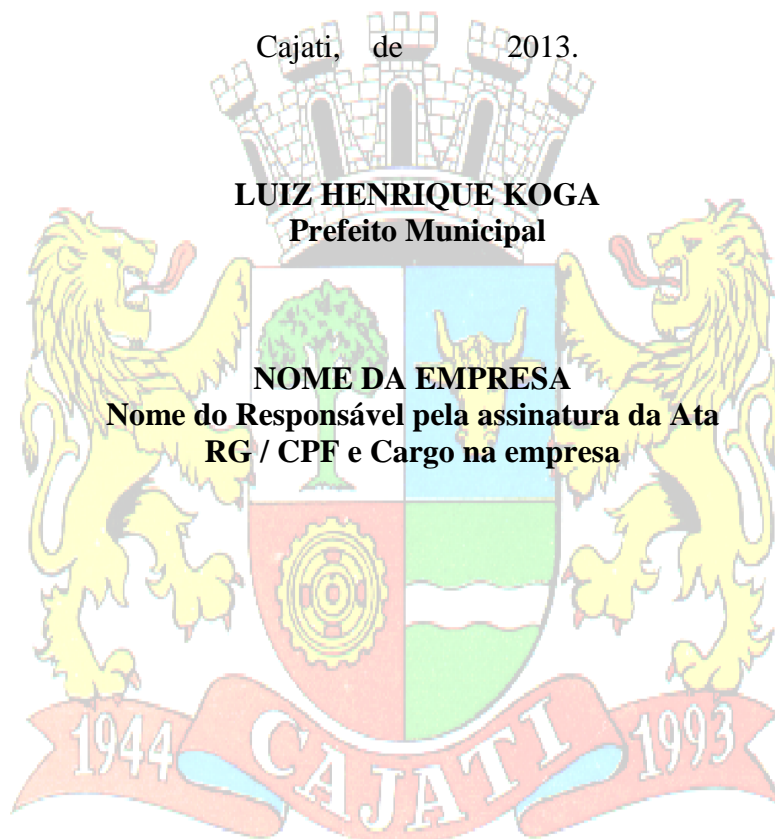 Cajati, de 2013.
LUIZ HENRIQUE KOGA
Prefeito Municipal
NOME DA EMPRESA
Nome do Responsável pela assinatura da Ata
RG / CPF e Cargo na empresa
1944 CAJATI 1993